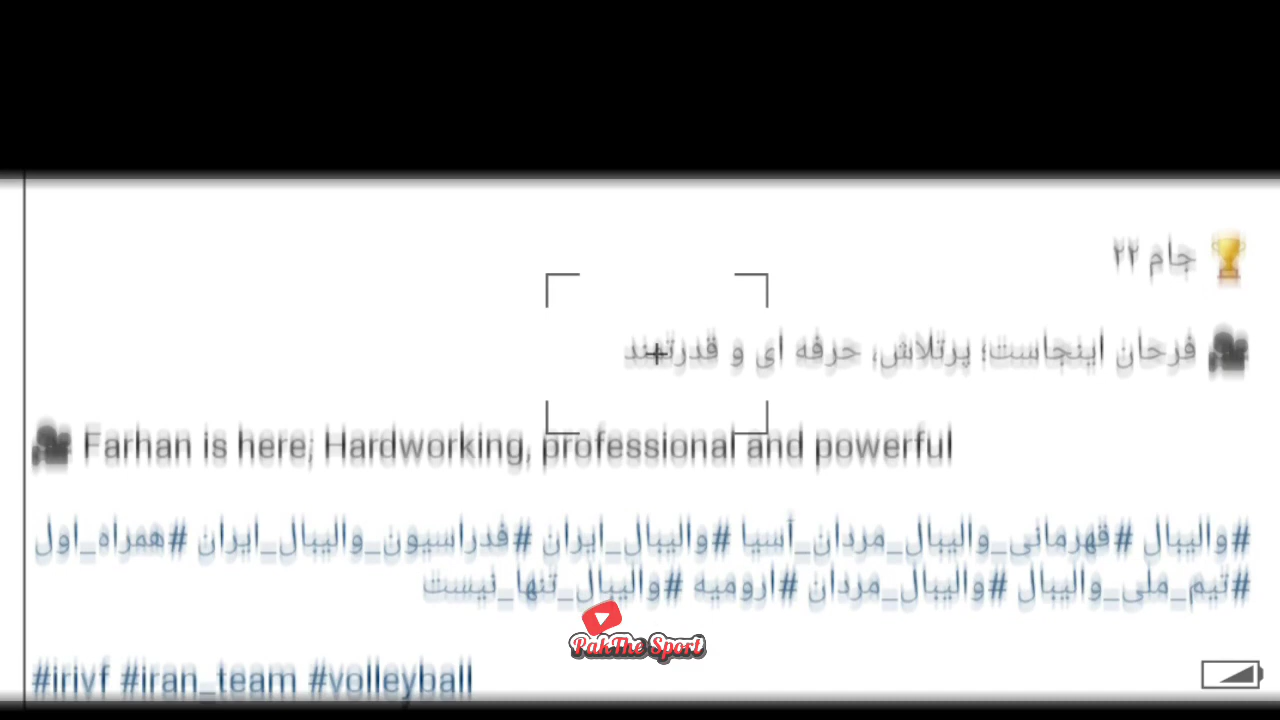 🏆 جام ۲۲
🎥 فرحان اینجاست؛ پرتلاش، حرفه ای و قدرتمند
🎥 Farhan is here; Hardworking, professional and powerful
#والیبال #قهرمانی_والیبال_مردان_آسیا #والیبال_ایران #فدراسیون_والیبال_ایران #همراه_اول
#تیم_ملی_والیبال #والیبال_مردان #ارومیه #والیبال_تنها_نیست
PakThe Sport
#irivf #iran_team #volleyball